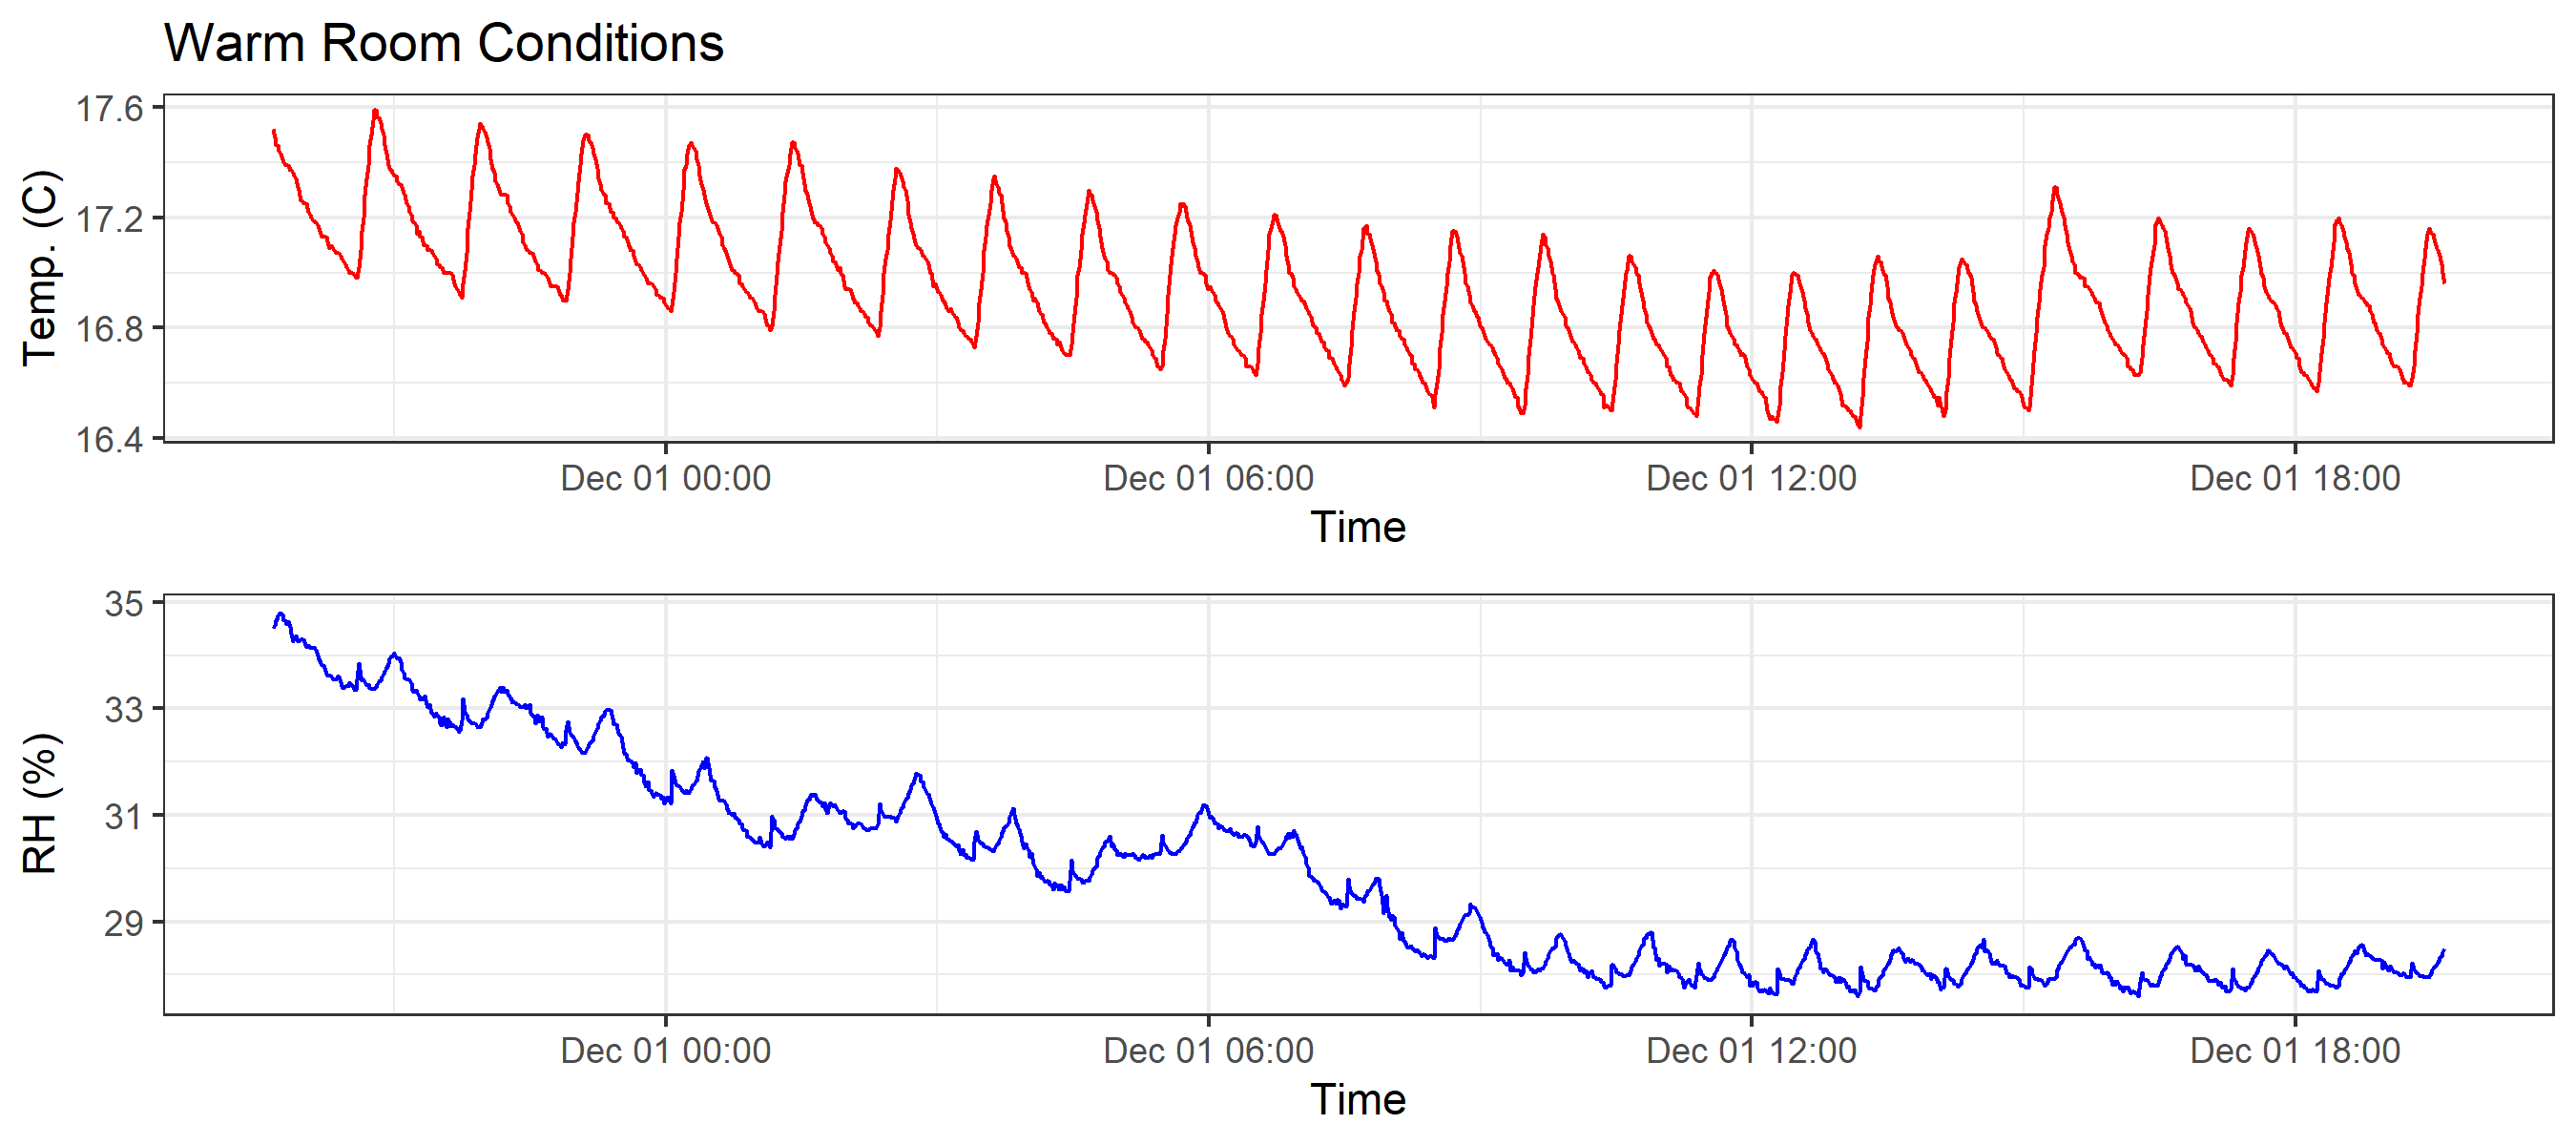 Warm Room Conditions
17.6
17.2
16.8
16.4
Temp. (C)
Dec 01 00:00 Dec 01 06:00 Dec 01 12:00 Dec 01 18:00
Time
35
33
31
29
RH (%)
Dec 01 00:00 Dec 01 06:00 Dec 01 12:00 Dec 01 18:00
Time